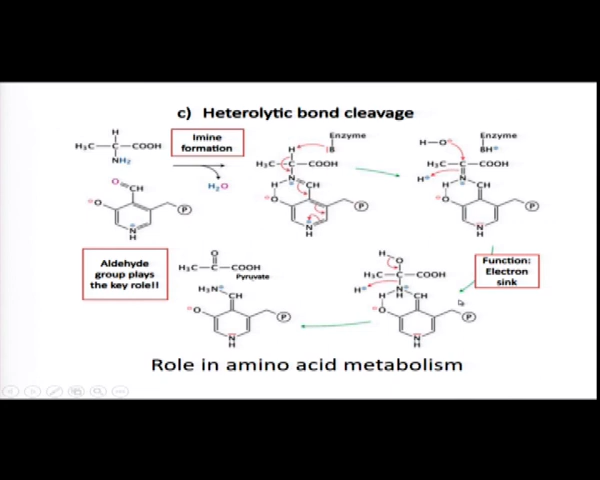 c) Heterolytic bond cleavage
H
H₃C—C—COOH
NH₂
Imine
formation
H₂O
O
CH
O
P
N
H
Enzyme
H
B
H₃C—C—COOH
N
CH
H
O
P
N
H
Enzyme
H—O
BH
H₃C—C—COOH
H
N
H
CH
O
P
N
H
Function:
Electron
sink
Aldehyde
group plays
the key role!!
O
H₃C—C—COOH
Pyruvate
H₃N
CH
O
P
N
H
H
O
H₃C—C—COOH
H
N
H
H
CH
O
P
N
H
Role in amino acid metabolism